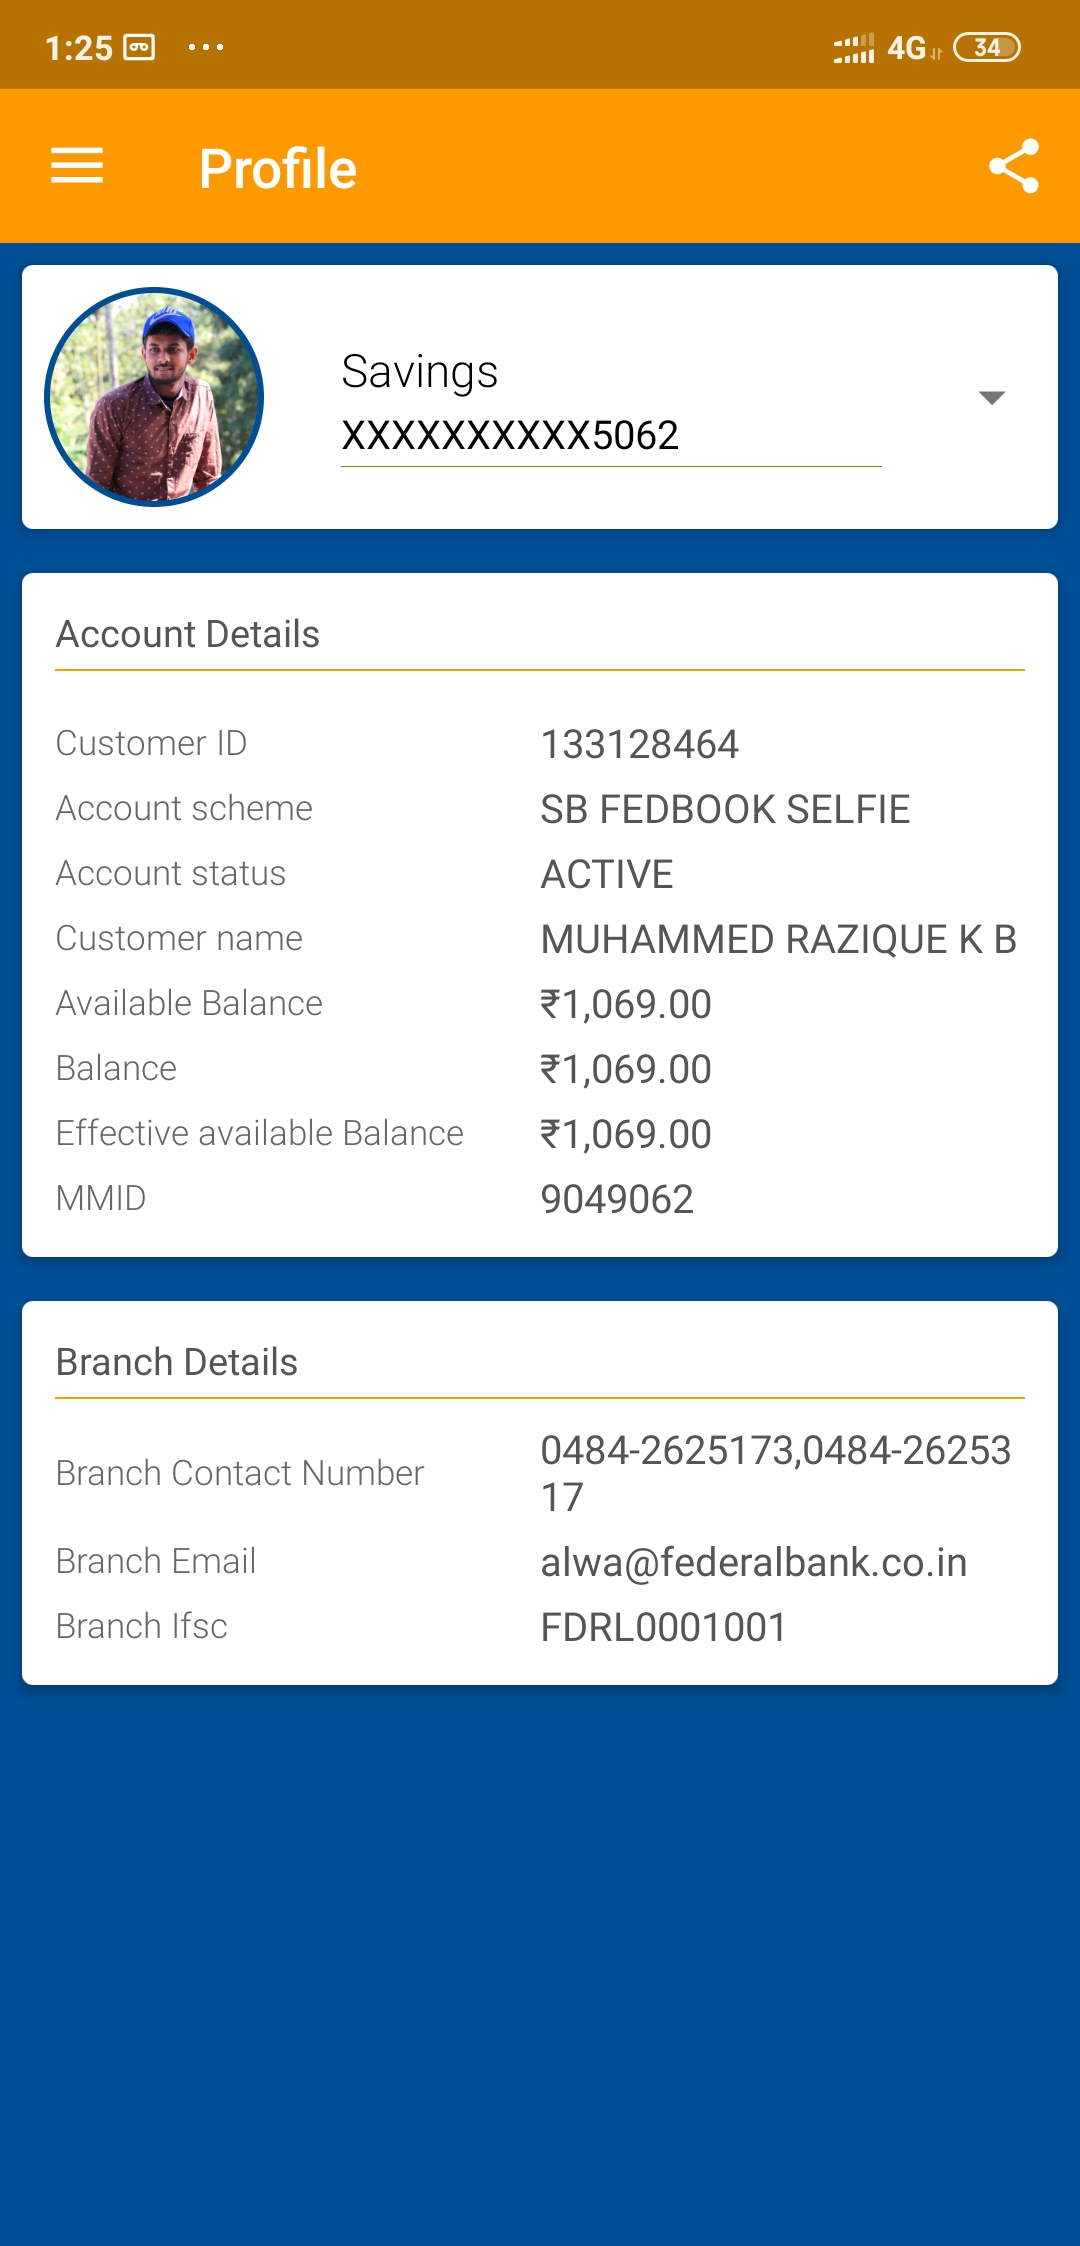 1:25 ... 4G 34
Profile
Savings
XXXXXXXXXX5062
Account Details
Customer ID 133128464
Account scheme SB FEDBOOK SELFIE
Account status ACTIVE
Customer name MUHAMMED RAZIQUE K B
Available Balance ₹1,069.00
Balance ₹1,069.00
Effective available Balance ₹1,069.00
MMID 9049062
Branch Details
Branch Contact Number 0484-2625173,0484-26253
17
Branch Email alwa@federalbank.co.in
Branch Ifsc FDRL0001001